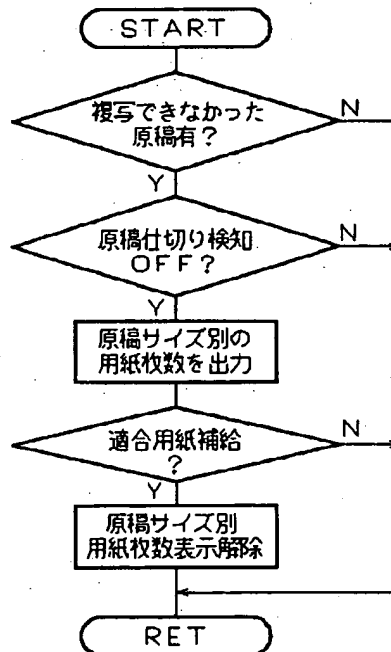 START
複写できなかった
原稿有？
N
Y
原稿仕切り検知
OFF？
N
Y
原稿サイズ別の
用紙枚数を出力
適合用紙補給
？
N
Y
原稿サイズ別
用紙枚数表示解除
RET